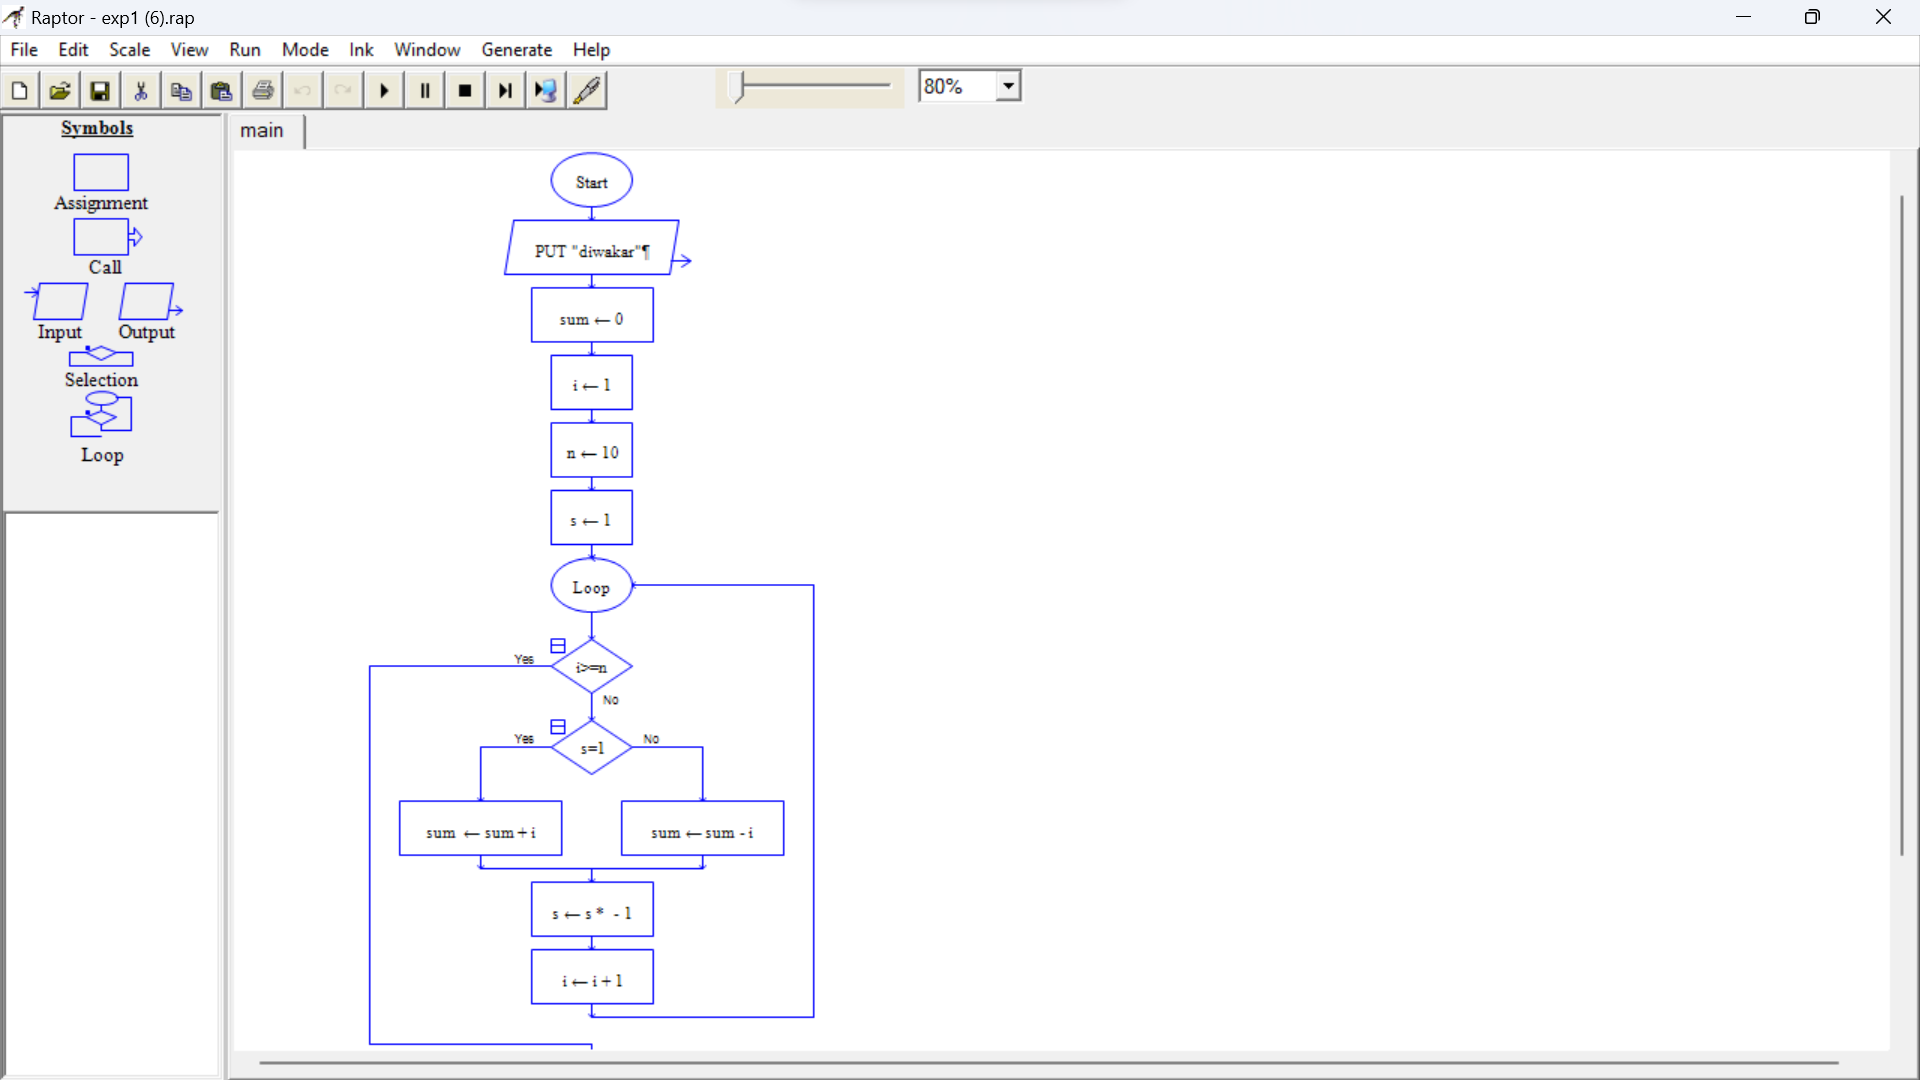 Raptor - exp1 (6).rap
File Edit Scale View Run Mode Ink Window Generate Help
80%
Symbols
Assignment
Call
Input Output
Selection
Loop
main
Start
PUT "diwakar"¶
sum ← 0
i ← 1
n ← 10
s ← 1
Loop
i>=n
Yes
No
s=1
Yes
No
sum ← sum + i
sum ← sum - i
s ← s * - 1
i ← i + 1